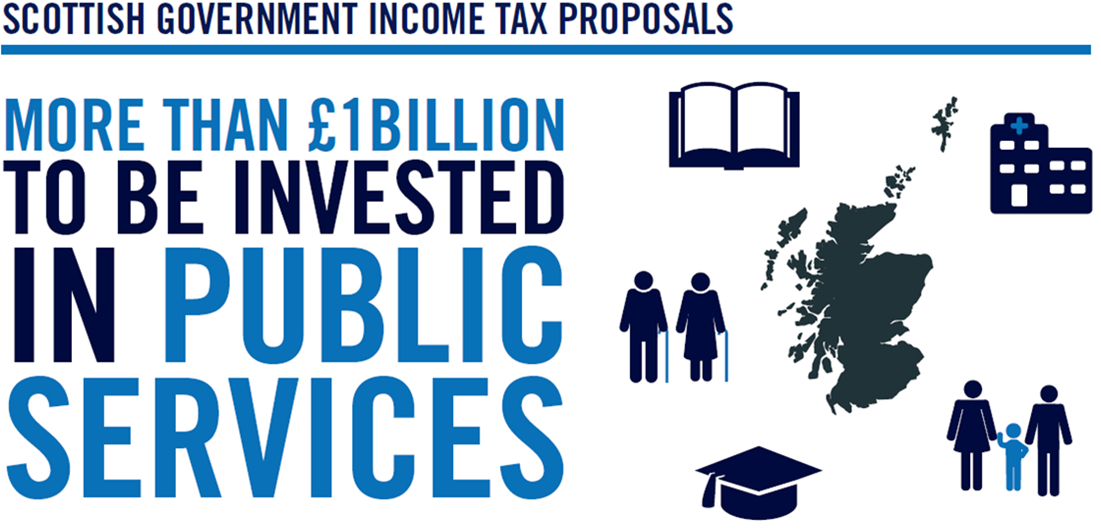 SCOTTISH GOVERNMENT INCOME TAX PROPOSALS
MORE THAN £1BILLION
TO BE INVESTED
IN PUBLIC
SERVICES